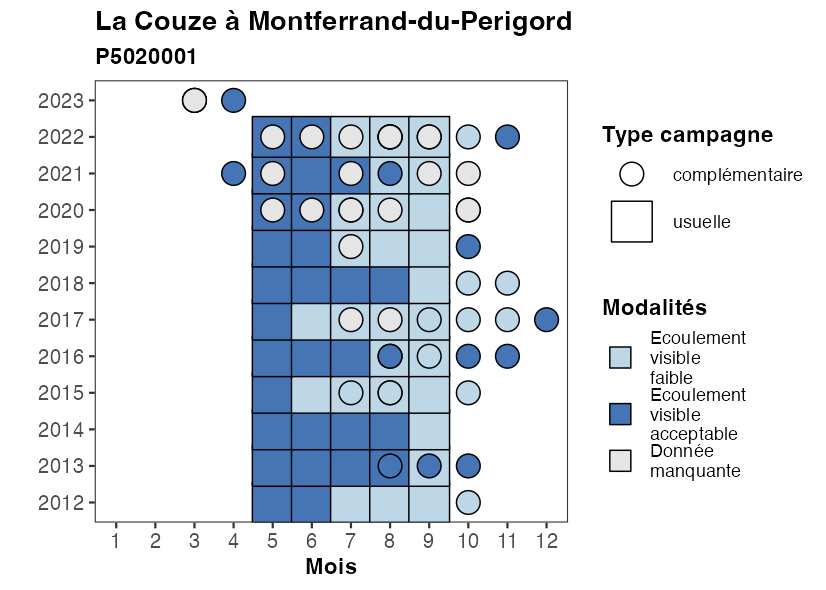 La Couze à Montferrand-du-Perigord
P5020001
2023
2022
2021
2020
2019
2018
2017
2016
2015
2014
2013
2012
1 2 3 4 5 6 7 8 9 10 11 12
Mois
Type campagne
complémentaire
usuelle
Modalités
Ecoulement
visible
faible
Ecoulement
visible
acceptable
Donnée
manquante